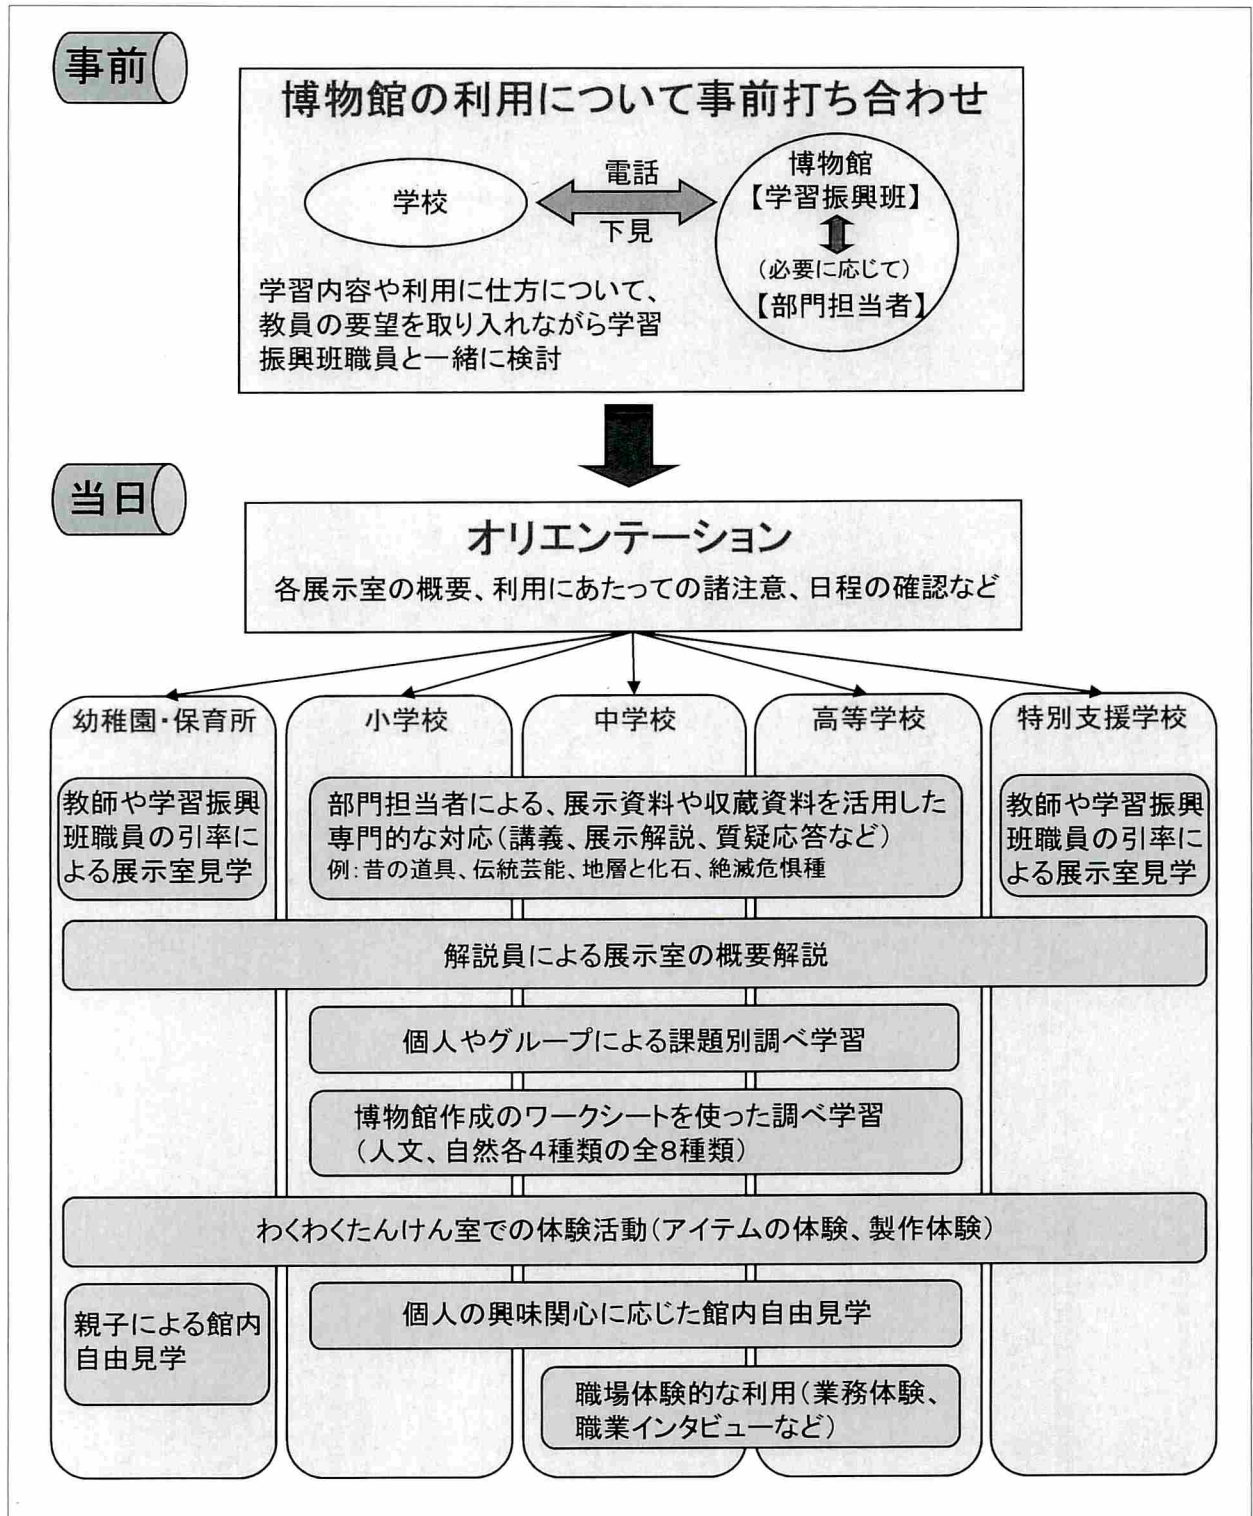 事前
博物館の利用について事前打ち合わせ
学校
電話
下見
博物館
【学習振興班】
(必要に応じて)
【部門担当者】
学習内容や利用に仕方について、
教員の要望を取り入れながら学習
振興班職員と一緒に検討
当日
オリエンテーション
各展示室の概要、利用にあたっての諸注意、日程の確認など
幼稚園・保育所
小学校
中学校
高等学校
特別支援学校
教師や学習振興
班職員の引率に
よる展示室見学
部門担当者による、展示資料や収蔵資料を活用した
専門的な対応(講義、展示解説、質疑応答など)
例:昔の道具、伝統芸能、地層と化石、絶滅危惧種
教師や学習振興
班職員の引率に
よる展示室見学
解説員による展示室の概要解説
個人やグループによる課題別調べ学習
博物館作成のワークシートを使った調べ学習
(人文、自然各4種類の全8種類)
わくわくたんけん室での体験活動(アイテムの体験、製作体験)
親子による館内
自由見学
個人の興味関心に応じた館内自由見学
職場体験的な利用(業務体験、
職業インタビューなど)